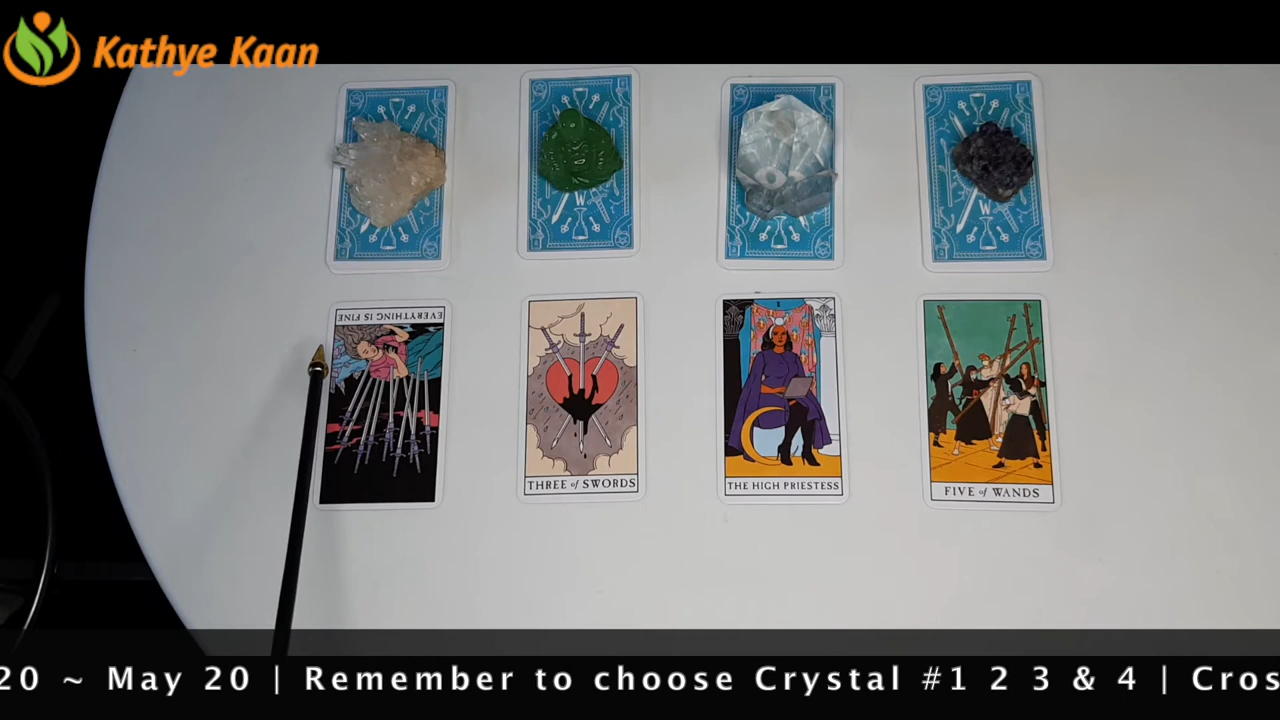 Kathye Kaan
W
W
EVERYTHING IS FINE
THREE of SWORDS
1
THE HIGH PRIESTESS
FIVE of WANDS
20 ~ May 20 | Remember to choose Crystal #1 2 3 & 4 | Cros